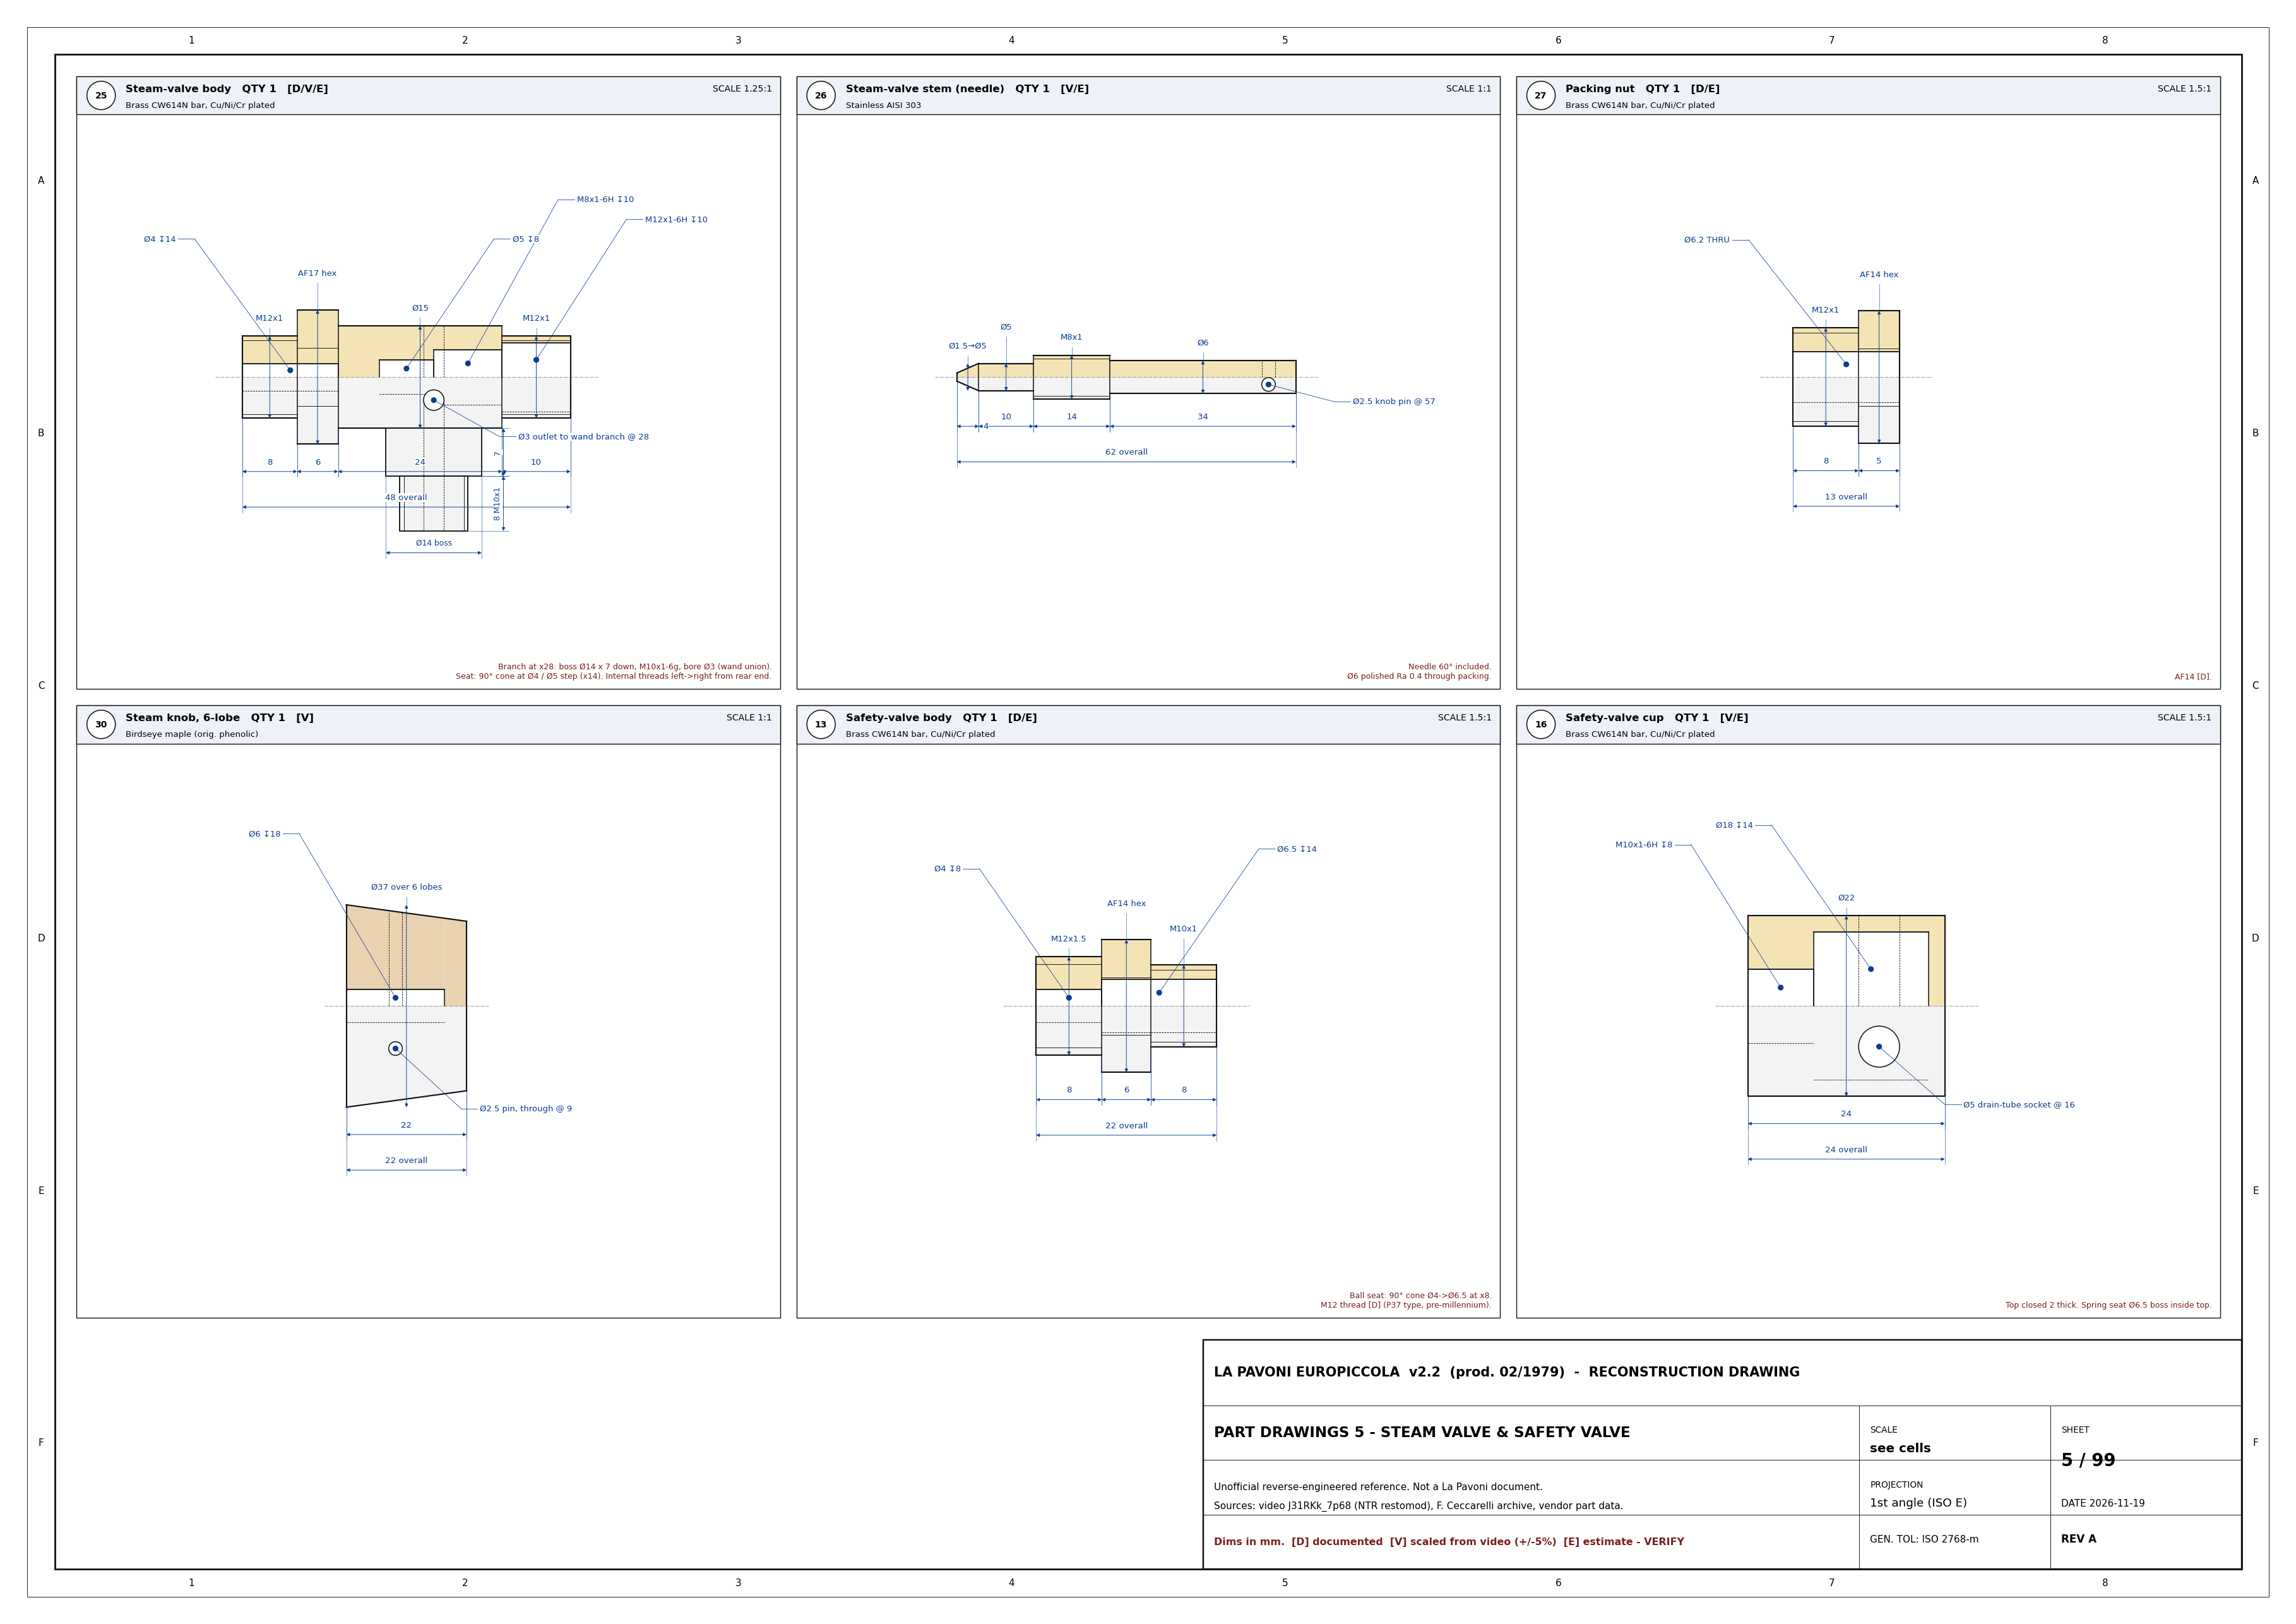 1 2 3 4 5 6 7 8
A
B
C
D
E
F
A
B
C
D
E
F
25 Steam-valve body QTY 1 [D/V/E] SCALE 1.25:1
Brass CW614N bar, Cu/Ni/Cr plated
M8x1-6H ↧10
M12x1-6H ↧10
Ø4 ↧14
Ø5 ↧8
AF17 hex
Ø15
M12x1
M12x1
Ø3 outlet to wand branch @ 28
8 6 24 7 10
48 overall
8 M10x1
Ø14 boss
Branch at x28: boss Ø14 x 7 down, M10x1-6g, bore Ø3 (wand union).
Seat: 90° cone at Ø4 / Ø5 step (x14). Internal threads left->right from rear end.
26 Steam-valve stem (needle) QTY 1 [V/E] SCALE 1:1
Stainless AISI 303
Ø5
M8x1
Ø1.5→Ø5
Ø6
Ø2.5 knob pin @ 57
4 10 14 34
62 overall
Needle 60° included.
Ø6 polished Ra 0.4 through packing.
27 Packing nut QTY 1 [D/E] SCALE 1.5:1
Brass CW614N bar, Cu/Ni/Cr plated
Ø6.2 THRU
AF14 hex
M12x1
8 5
13 overall
AF14 [D].
30 Steam knob, 6-lobe QTY 1 [V] SCALE 1:1
Birdseye maple (orig. phenolic)
Ø6 ↧18
Ø37 over 6 lobes
Ø2.5 pin, through @ 9
22
22 overall
13 Safety-valve body QTY 1 [D/E] SCALE 1.5:1
Brass CW614N bar, Cu/Ni/Cr plated
Ø6.5 ↧14
Ø4 ↧8
AF14 hex
M10x1
M12x1.5
8 6 8
22 overall
Ball seat: 90° cone Ø4->Ø6.5 at x8.
M12 thread [D] (P37 type, pre-millennium).
16 Safety-valve cup QTY 1 [V/E] SCALE 1.5:1
Brass CW614N bar, Cu/Ni/Cr plated
Ø18 ↧14
M10x1-6H ↧8
Ø22
Ø5 drain-tube socket @ 16
24
24 overall
Top closed 2 thick. Spring seat Ø6.5 boss inside top.
LA PAVONI EUROPICCOLA v2.2 (prod. 02/1979) - RECONSTRUCTION DRAWING
PART DRAWINGS 5 - STEAM VALVE & SAFETY VALVE
SCALE
see cells
SHEET
5 / 99
Unofficial reverse-engineered reference. Not a La Pavoni document.
Sources: video J31RKk_7p68 (NTR restomod), F. Ceccarelli archive, vendor part data.
PROJECTION
1st angle (ISO E)
DATE 2026-11-19
Dims in mm. [D] documented [V] scaled from video (+/-5%) [E] estimate - VERIFY
GEN. TOL: ISO 2768-m
REV A
1 2 3 4 5 6 7 8